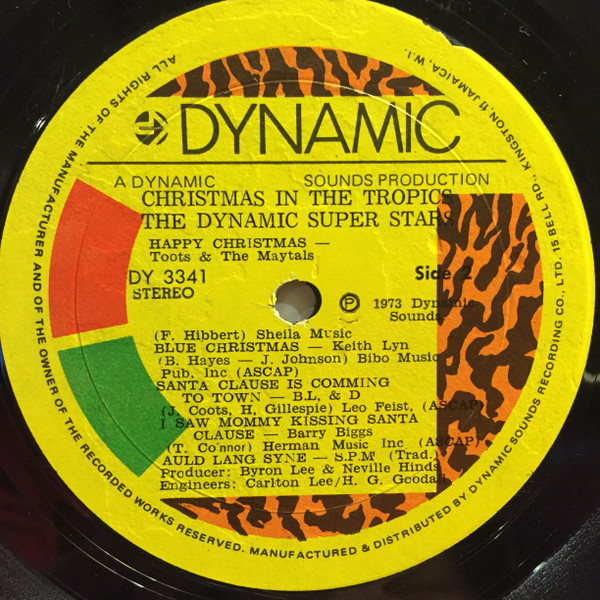 DYNAMIC
A DYNAMIC SOUNDS PRODUCTION
CHRISTMAS IN THE TROPICS
THE DYNAMIC SUPER STARS
HAPPY CHRISTMAS —
Toots & The Maytals
DY 3341 Side 2
STEREO
℗ 1973 Dynamic
Sounds
(F. Hibbert) Sheila Music
BLUE CHRISTMAS — Keith Lyn
(B. Hayes — J. Johnson) Bibo Music
Pub, Inc (ASCAP)
SANTA CLAUSE IS COMMING
TO TOWN — B.L, & D
(J. Coots, H, Gillespie) Leo Feist, (ASCAP)
I SAW MOMMY KISSING SANTA
CLAUSE — Barry Biggs
(T. Co'nnor) Herman Music Inc (ASCAP)
AULD LANG SYNE — S.P.M (Trad.)
Producer: Byron Lee & Neville Hinds
Engineers: Carlton Lee/H. G. Gooda
ALL RIGHTS OF THE MANUFACTURER AND OF THE OWNER OF THE RECORDED WORKS RESERVED. MANUFACTURED & DISTRIBUTED BY DYNAMIC SOUNDS RECORDING CO., LTD. 15 BELL RD., KINGSTON, 11 JAMAICA, W.I.